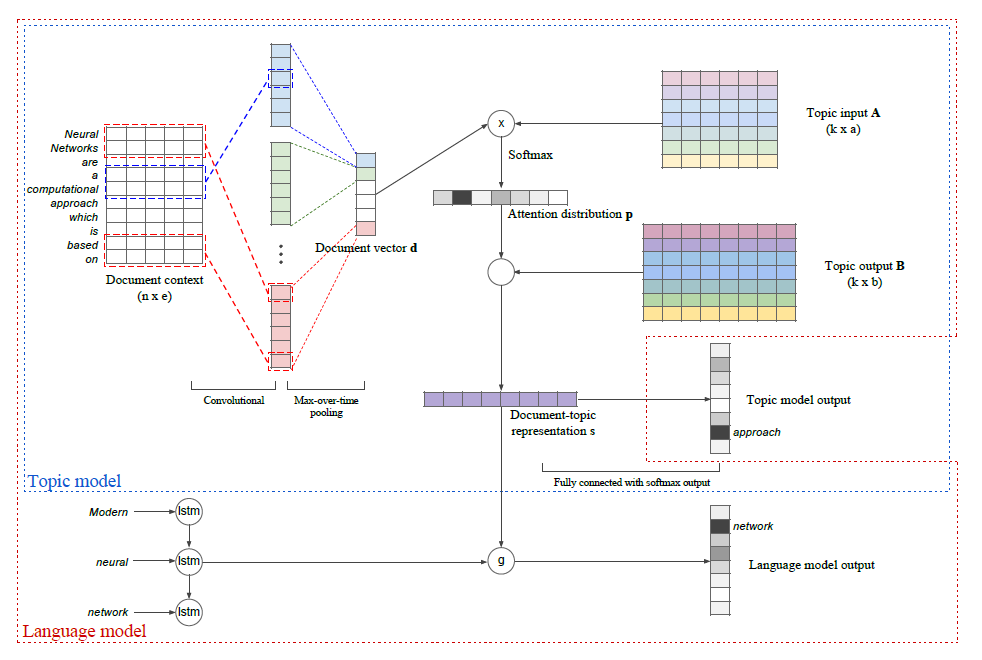 Neural
Networks
are
a
computational
approach
which
is
based
on
Document context
(n x e)
Convolutional
Max-over-time
pooling
Document vector d
x
Softmax
Attention distribution p
Topic input A
(k x a)
Topic output B
(k x b)
Document-topic
representation s
Topic model output
approach
Fully connected with softmax output
Topic model
Modern
lstm
neural
lstm
network
lstm
g
network
Language model output
Language model